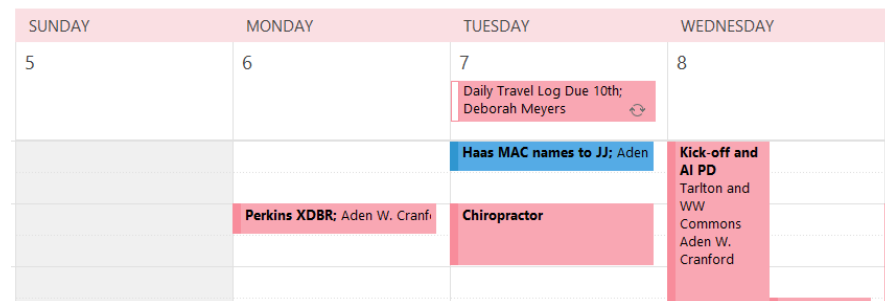 SUNDAY MONDAY TUESDAY WEDNESDAY
5 6 7 8
Daily Travel Log Due 10th;
Deborah Meyers
Haas MAC names to JJ; Aden
Kick-off and
AI PD
Tarlton and
WW
Commons
Aden W.
Cranford
Perkins XDBR; Aden W. Cranf
Chiropractor